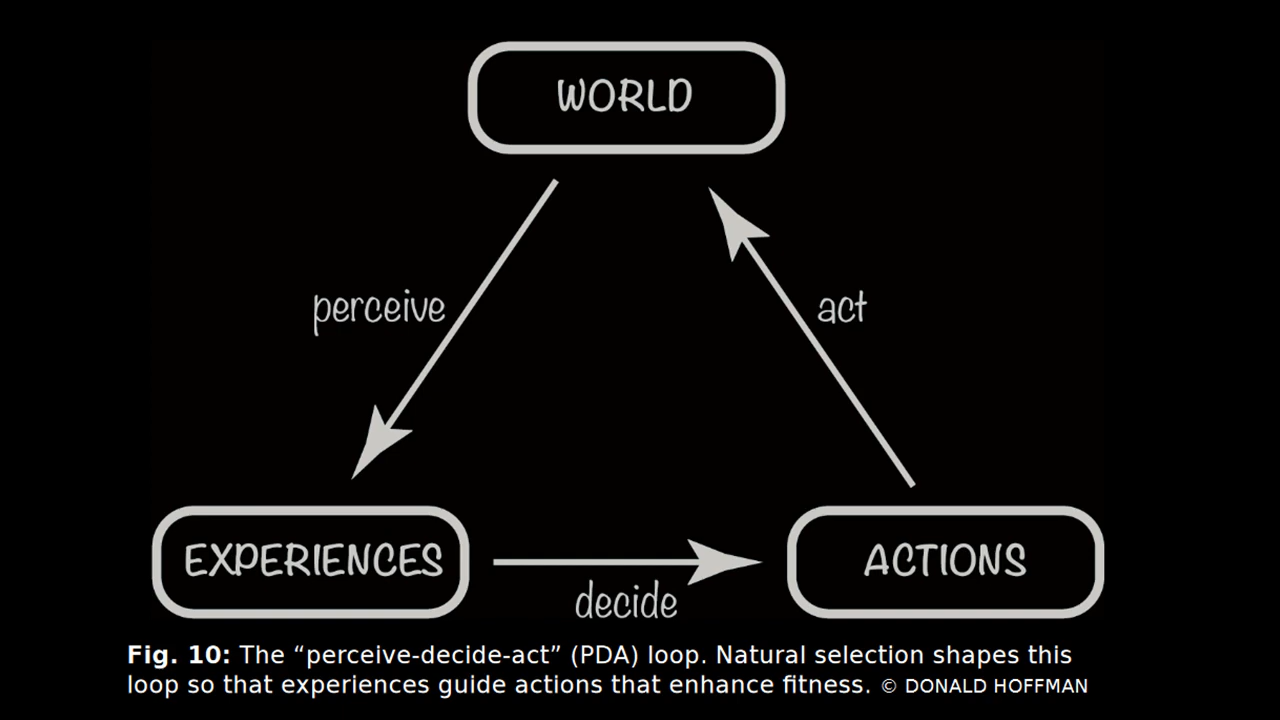 WORLD
perceive
act
EXPERIENCES
ACTIONS
decide
Fig. 10: The “perceive-decide-act” (PDA) loop. Natural selection shapes this
loop so that experiences guide actions that enhance fitness. © DONALD HOFFMAN